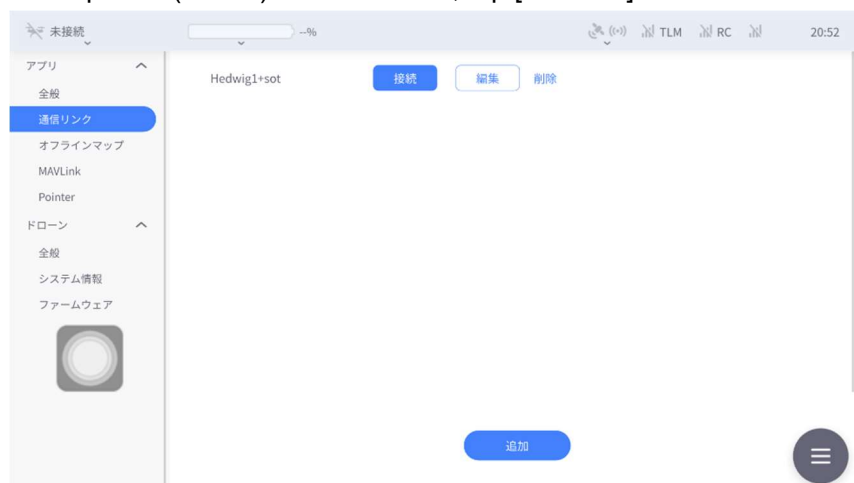 未接続
--%
TLM
RC
20:52
アプリ
全般
通信リンク
オフラインマップ
MAVLink
Pointer
ドローン
全般
システム情報
ファームウェア
Hedwig1+sot 接続 編集 削除
追加